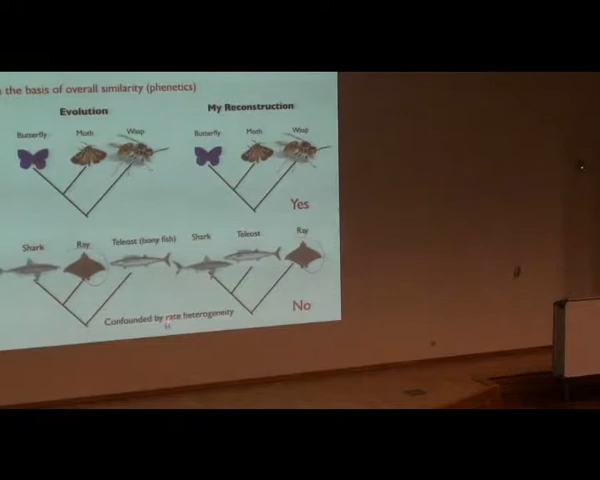 the basis of overall similarity (phenetics)
Evolution
My Reconstruction
Butterfly Moth Wasp
Butterfly Moth Wasp
Yes
Shark Ray Teleost (bony fish)
Shark Teleost Ray
Confounded by rate heterogeneity
No